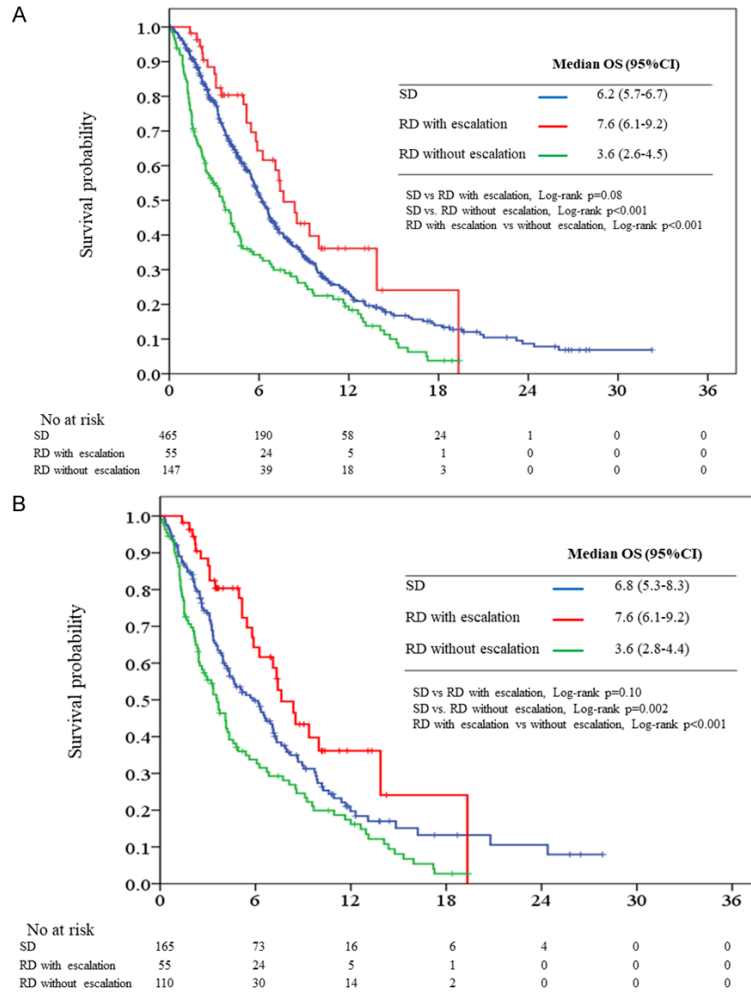 A
Median OS (95%CI)
SD 6.2 (5.7-6.7)
RD with escalation 7.6 (6.1-9.2)
RD without escalation 3.6 (2.6-4.5)
SD vs RD with escalation, Log-rank p=0.08
SD vs. RD without escalation, Log-rank p<0.001
RD with escalation vs without escalation, Log-rank p<0.001
Survival probability
1.0
0.9
0.8
0.7
0.6
0.5
0.4
0.3
0.2
0.1
0.0
0 6 12 18 24 30 36
No at risk
SD 465 190 58 24 1 0 0
RD with escalation 55 24 5 1 0 0 0
RD without escalation 147 39 18 3 0 0 0
B
Median OS (95%CI)
SD 6.8 (5.3-8.3)
RD with escalation 7.6 (6.1-9.2)
RD without escalation 3.6 (2.8-4.4)
SD vs RD with escalation, Log-rank p=0.10
SD vs. RD without escalation, Log-rank p=0.002
RD with escalation vs without escalation, Log-rank p<0.001
Survival probability
1.0
0.9
0.8
0.7
0.6
0.5
0.4
0.3
0.2
0.1
0.0
0 6 12 18 24 30 36
No at risk
SD 165 73 16 6 4 0 0
RD with escalation 55 24 5 1 0 0 0
RD without escalation 110 30 14 2 0 0 0